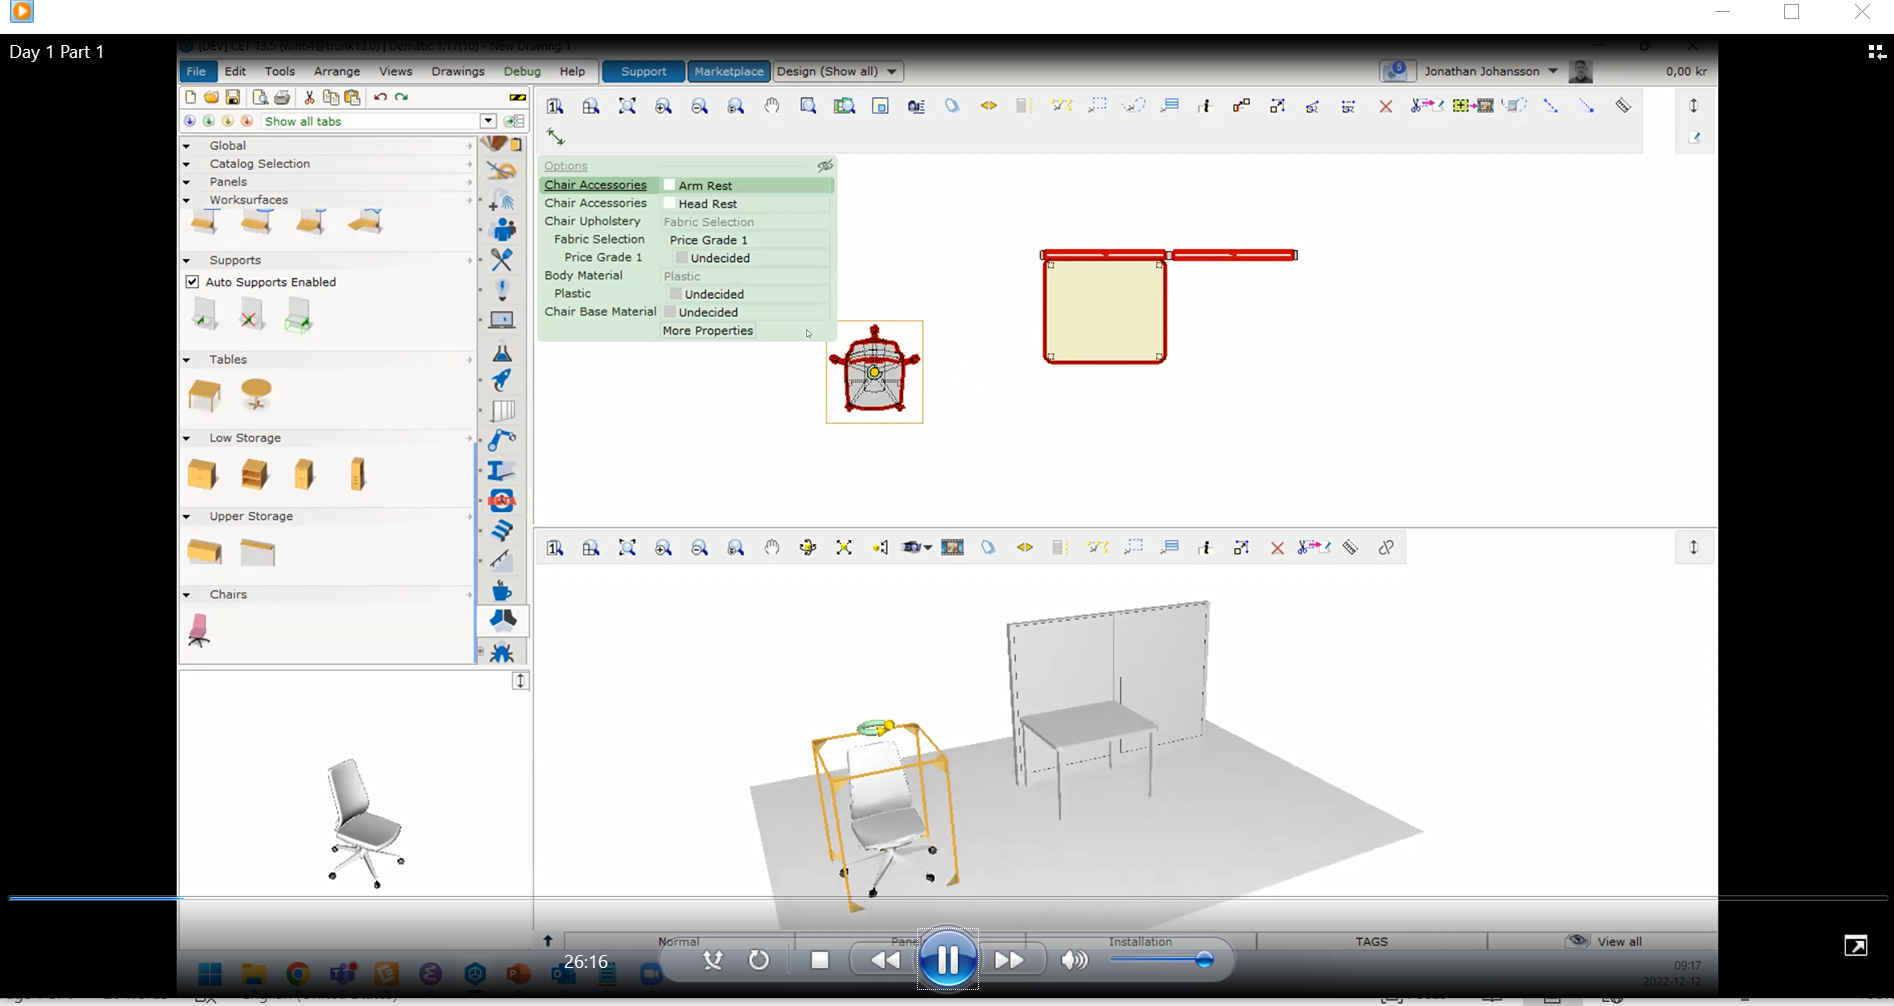 Day 1 Part 1
[DEV] CET 13.5 (win64@trunk13.0) | Dematic 1.17(10) - New Drawing 1
File Edit Tools Arrange Views Drawings Debug Help Support Marketplace Design (Show all) 5 Jonathan Johansson 0,00 kr
Show all tabs
Global
Catalog Selection
Panels
Worksurfaces
Supports
Auto Supports Enabled
Tables
Low Storage
Upper Storage
Chairs
Options
Chair Accessories Arm Rest
Chair Accessories Head Rest
Chair Upholstery Fabric Selection
Fabric Selection Price Grade 1
Price Grade 1 Undecided
Body Material Plastic
Plastic Undecided
Chair Base Material Undecided
More Properties
Normal Installation TAGS View all
26:16
09:17
2022-12-12